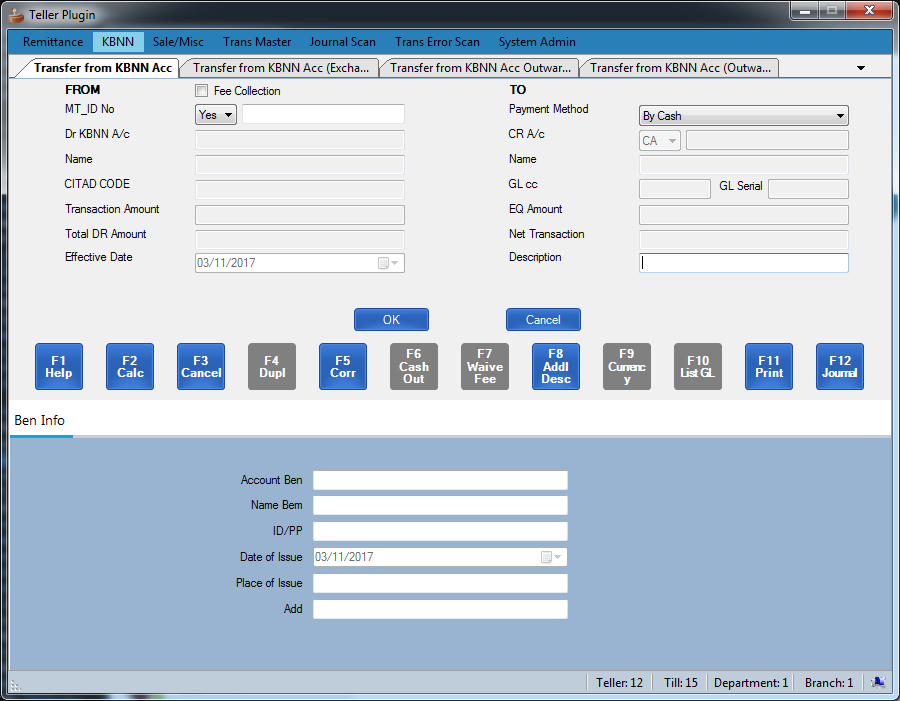 Teller Plugin
Remittance KBNN Sale/Misc Trans Master Journal Scan Trans Error Scan System Admin
Transfer from KBNN Acc Transfer from KBNN Acc (Excha... Transfer from KBNN Acc Outwar... Transfer from KBNN Acc (Outwa...
FROM Fee Collection TO
MT_ID No Yes Payment Method By Cash
Dr KBNN A/c CR A/c CA
Name Name
CITAD CODE GL cc GL Serial
Transaction Amount EQ Amount
Total DR Amount Net Transaction
Effective Date 03/11/2017 Description
OK Cancel
F1 Help F2 Calc F3 Cancel F4 Dupl F5 Corr F6 Cash Out F7 Waive Fee F8 Addl Desc F9 Currency F10 List GL F11 Print F12 Journal
Ben Info
Account Ben
Name Bem
ID/PP
Date of Issue 03/11/2017
Place of Issue
Add
Teller: 12 Till: 15 Department: 1 Branch: 1